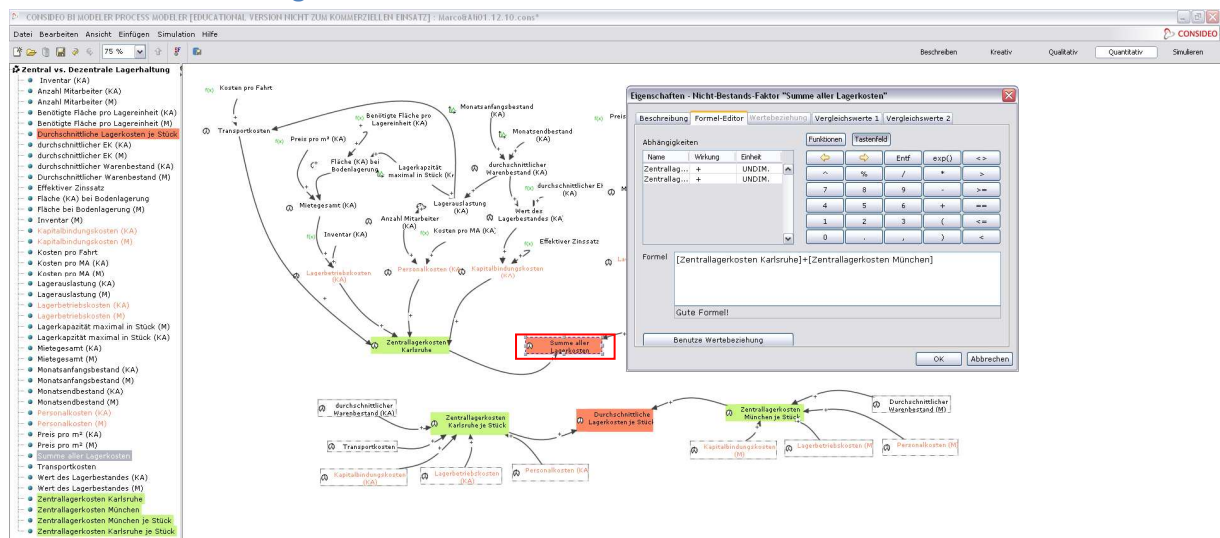 CONSIDEO BI MODELER PROCESS MODELER [EDUCATIONAL VERSION NICHT ZUM KOMMERZIELLEN EINSATZ] : MarcoBAH01.12.10.cons*
Datei Bearbeiten Ansicht Einfügen Simulation Hilfe
CONSIDEO
75 %
Beschreiben Kreativ Qualitativ Quantitativ Simulieren
Zentral vs. Dezentrale Lagerhaltung
Inventar (KA)
Anzahl Mitarbeiter (KA)
Anzahl Mitarbeiter (M)
Benötigte Fläche pro Lagereinheit (KA)
Benötigte Fläche pro Lagereinheit (M)
Durchschnittliche Lagerkosten je Stück
durchschnittlicher EK (KA)
durchschnittlicher EK (M)
durchschnittlicher Warenbestand (KA)
Durchschnittlicher Warenbestand (M)
Effektiver Zinssatz
Fläche (KA) bei Bodenlagerung
Fläche bei Bodenlagerung (M)
Inventar (M)
Kapitalbindungskosten (KA)
Kapitalbindungskosten (M)
Kosten pro Fahrt
Kosten pro MA (KA)
Kosten pro MA (M)
Lagerauslastung (KA)
Lagerauslastung (M)
Lagerbetriebskosten (KA)
Lagerbetriebskosten (M)
Lagerkapazität maximal in Stück (M)
Lagerkapzität maximal in Stück (KA)
Mietegesamt (KA)
Mietegesamt (M)
Monatsanfangsbestand (KA)
Monatsanfangsbestand (M)
Monatsendbestand (KA)
Monatsendbestand (M)
Personalkosten (KA)
Personalkosten (M)
Preis pro m² (KA)
Preis pro m² (M)
Summe aller Lagerkosten
Transportkosten
Wert des Lagerbestandes (KA)
Wert des Lagerbestandes (M)
Zentrallagerkosten Karlsruhe
Zentrallagerkosten München
Zentrallagerkosten München je Stück
Zentrallagerkosten Karlsruhe je Stück
f(x) Kosten pro Fahrt
Transportkosten
f(x) Preis pro m² (KA)
f(x) Benötigte Fläche pro
Lagereinheit (KA)
Monatsanfangsbestand
(KA)
Monatsendbestand
(KA)
Fläche (KA) bei
Bodenlagerung
Lagerkapzität
maximal in Stück (K
durchschnittlicher
Warenbestand (KA)
f(x) durchschnittlicher E
Mietegesamt (KA)
Lagerauslastung
(KA)
Wert des
Lagerbestandes (KA
Anzahl Mitarbeiter
(KA)
f(x) Inventar (KA)
f(x) Kosten pro MA (KA
f(x) Effektiver Zinssatz
Lagerbetriebskosten
(KA)
Personalkosten (KA
Kapitalbindungskosten
(KA)
Zentrallagerkosten
Karlsruhe
Summe aller
Lagerkosten
f(x) Preis
M
La
Eigenschaften - Nicht-Bestands-Faktor "Summe aller Lagerkosten"
Beschreibung Formel-Editor Wertebeziehung Vergleichswerte 1 Vergleichswerte 2
Abhängigkeiten
Funktionen Tastenfeld
Name Wirkung Einheit
Zentrallag... + UNDIM.
Zentrallag... + UNDIM.
Entf exp() <>
^ % / * >
7 8 9 - >=
4 5 6 + ==
1 2 3 ( <=
0 . , ) <
Formel
[Zentrallagerkosten Karlsruhe]+[Zentrallagerkosten München]
Gute Formel!
Benutze Wertebeziehung
OK Abbrechen
durchschnittlicher
Warenbestand (KA)
Transportkosten
Kapitalbindungskosten
(KA)
Lagerbetriebskosten
(KA)
Personalkosten (KA
Zentrallagerkosten
Karlsruhe je Stück
Durchschnittliche
Lagerkosten je Stück
Zentrallagerkosten
München je Stück
Durchschnittlicher
Warenbestand (M)
Kapitalbindungskosten
(M)
Lagerbetriebskosten (M
Personalkosten (M)